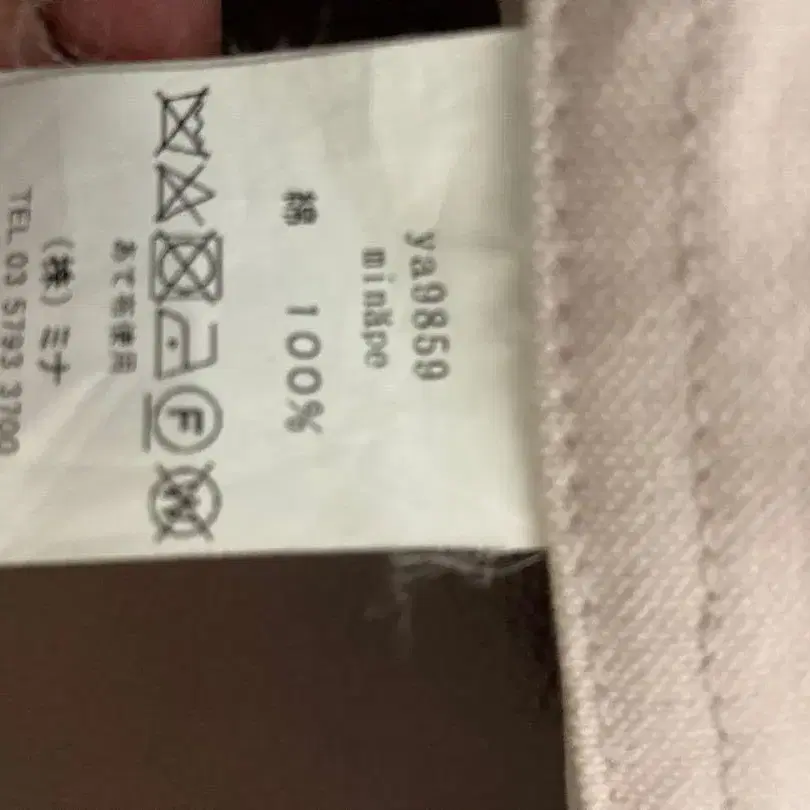 ya9859
minäpe
綿 100%
F
W
あて布使用
(株)ミナ
TEL 03 5793 3700